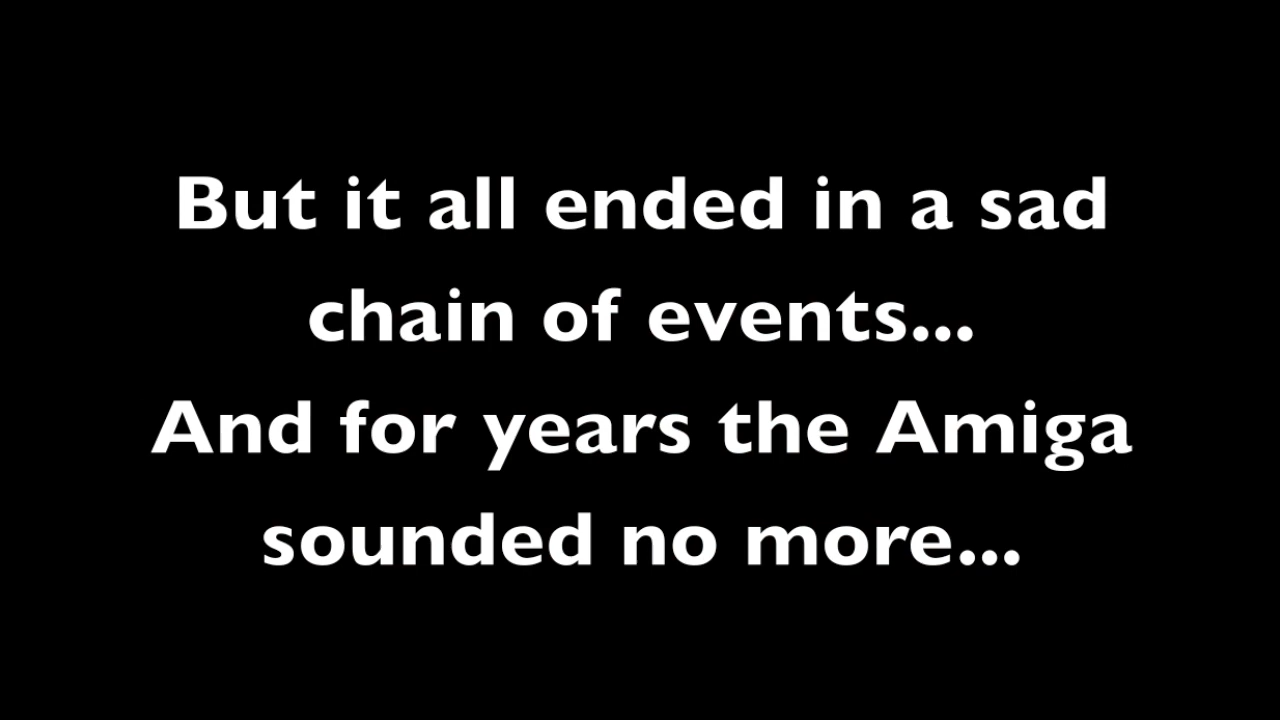 But it all ended in a sad
chain of events...
And for years the Amiga
sounded no more...